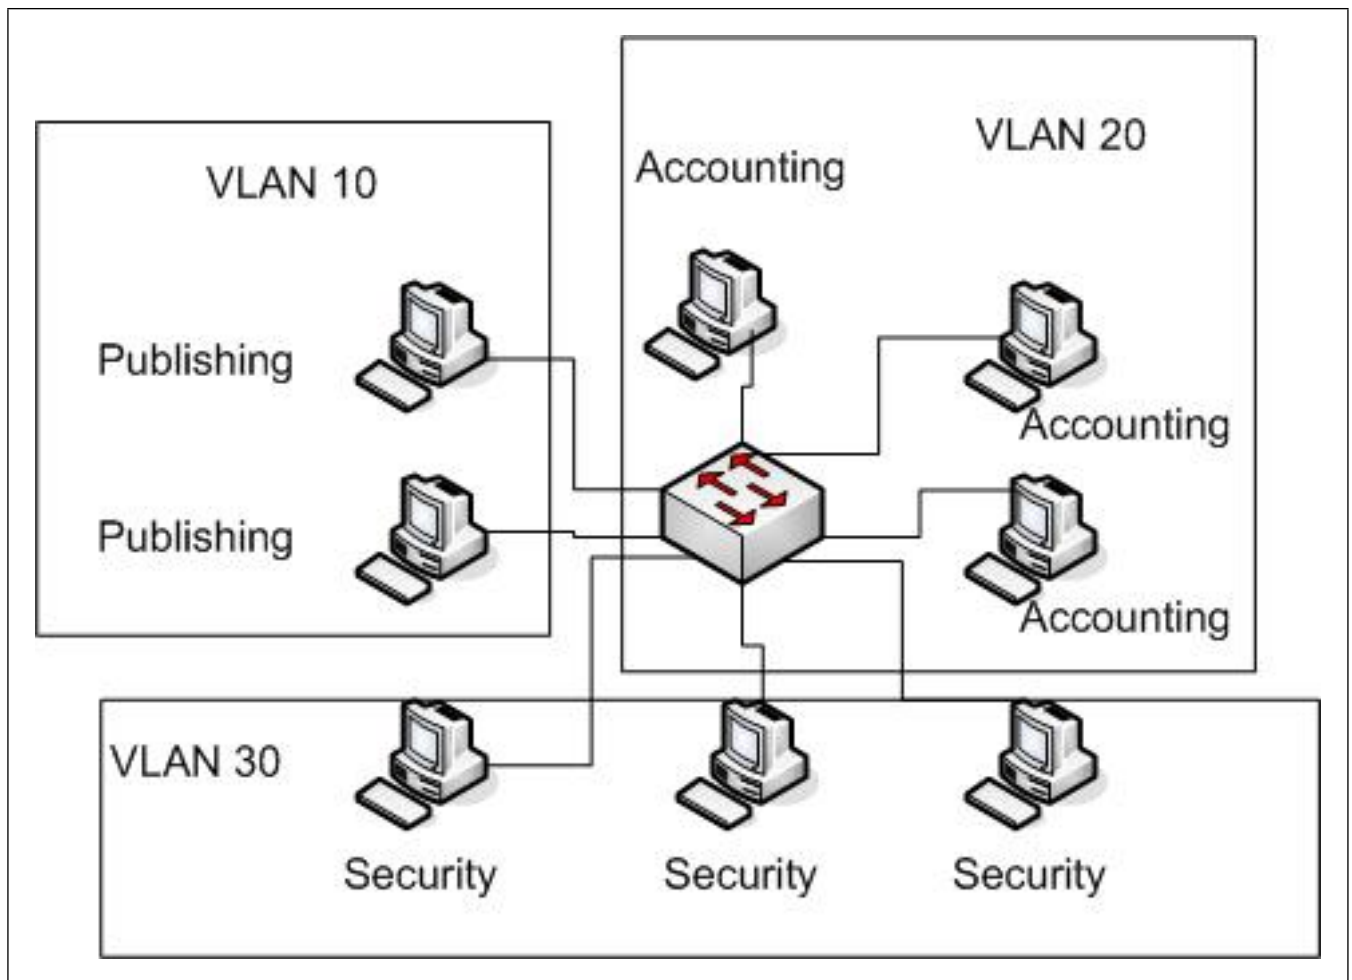 VLAN 10
Publishing
Publishing
VLAN 20
Accounting
Accounting
Accounting
VLAN 30
Security
Security
Security